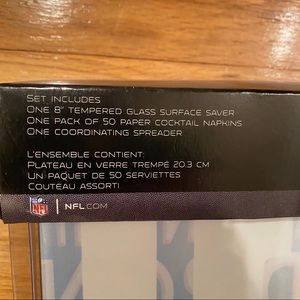 SET INCLUDES
ONE 8" TEMPERED GLASS SURFACE SAVER
ONE PACK OF 50 PAPER COCKTAIL NAPKINS
ONE COORDINATING SPREADER
L'ENSEMBLE CONTIENT:
PLATEAU EN VERRE TREMPÉ 20.3 CM
UN PAQUET DE 50 SERVIETTES
COUTEAU ASSORTI
NFL | NFL.COM